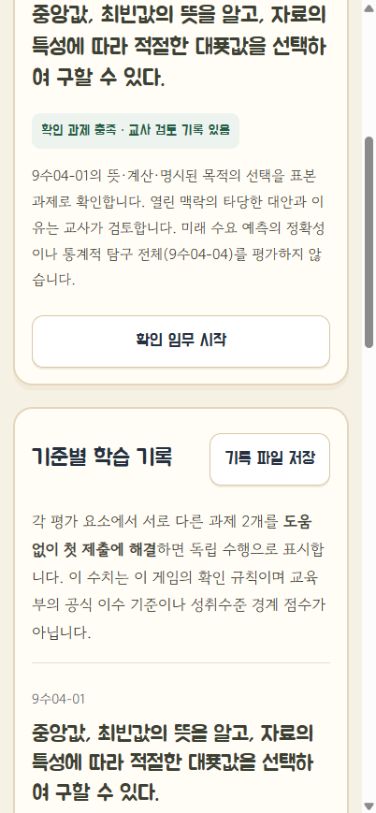 중앙값, 최빈값의 뜻을 알고, 자료의
특성에 따라 적절한 대푯값을 선택하
여 구할 수 있다.
확인 과제 충족 · 교사 검토 기록 있음
9수04-01의 뜻·계산·명시된 목적의 선택을 표본
과제로 확인합니다. 열린 맥락의 타당한 대안과 이
유는 교사가 검토합니다. 미래 수요 예측의 정확성
이나 통계적 탐구 전체(9수04-04)를 평가하지 않
습니다.
확인 임무 시작
기준별 학습 기록
기록 파일 저장
각 평가 요소에서 서로 다른 과제 2개를 도움
없이 첫 제출에 해결하면 독립 수행으로 표시합
니다. 이 수치는 이 게임의 확인 규칙이며 교육
부의 공식 이수 기준이나 성취수준 경계 점수가
아닙니다.
9수04-01
중앙값, 최빈값의 뜻을 알고, 자료의
특성에 따라 적절한 대푯값을 선택하
여 구할 수 있다.